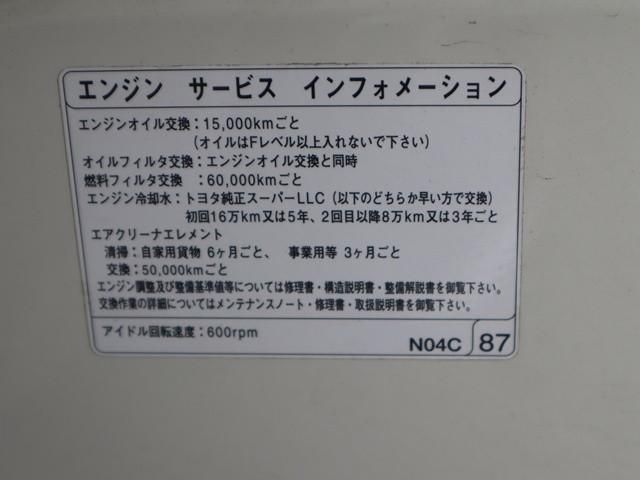 エンジン サービス インフォメーション
エンジンオイル交換：15,000kmごと
(オイルはFレベル以上入れないで下さい)
オイルフィルタ交換：エンジンオイル交換と同時
燃料フィルタ交換 ：60,000kmごと
エンジン冷却水：トヨタ純正スーパーLLC (以下のどちらか早い方で交換)
初回16万km又は5年、2回目以降8万km又は3年ごと
エアクリーナエレメント
清掃：自家用貨物 6ヶ月ごと、 事業用等 3ヶ月ごと
交換：50,000kmごと
エンジン調整及び整備基準値等については修理書・構造説明書・整備解説書を御覧下さい。
交換作業の詳細についてはメンテナンスノート・修理書・取扱説明書を御覧下さい。
アイドル回転速度：600rpm
N04C 87